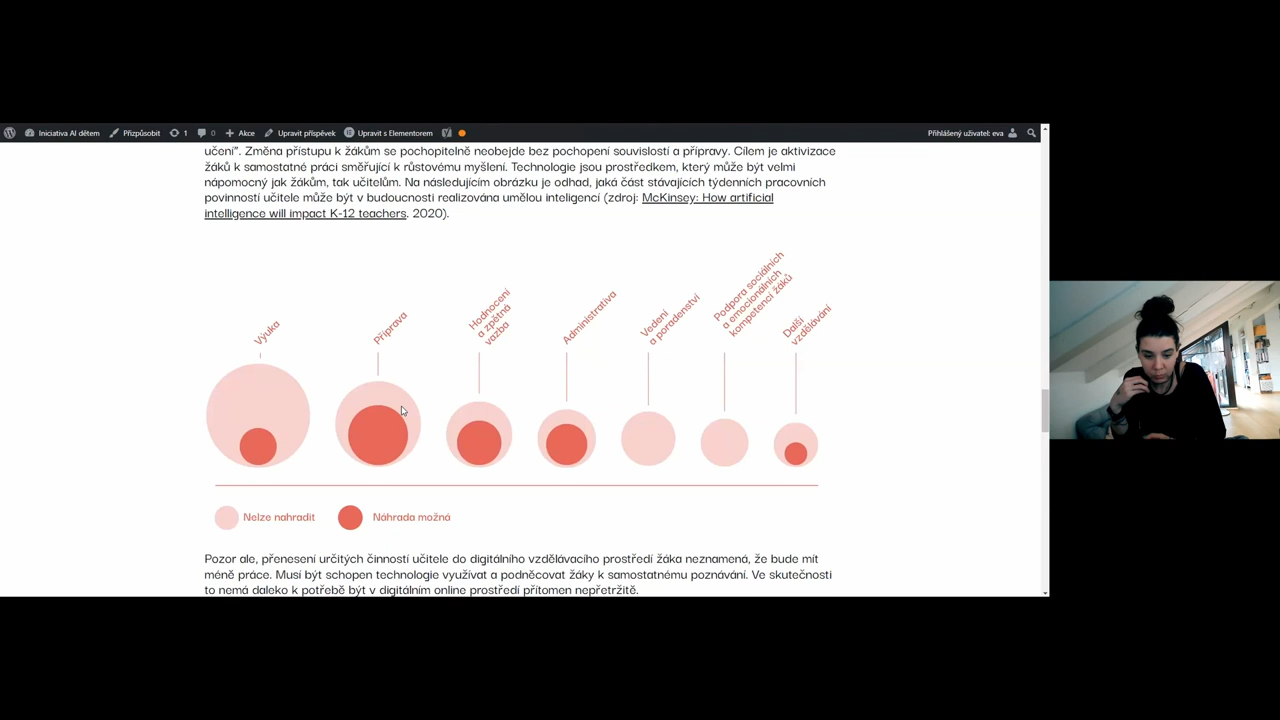 Iniciativa AI dětem
Přizpůsobit
1
0
Akce
Upravit příspěvek
Upravit s Elementorem
Přihlášený uživatel: eva
učení”. Změna přístupu k žákům se pochopitelně neobejde bez pochopení souvislostí a přípravy. Cílem je aktivizace
žáků k samostatné práci směřující k růstovému myšlení. Technologie jsou prostředkem, který může být velmi
nápomocný jak žákům, tak učitelům. Na následujícím obrázku je odhad, jaká část stávajících týdenních pracovních
povinností učitele může být v budoucnosti realizována umělou inteligencí (zdroj: McKinsey: How artificial
intelligence will impact K-12 teachers. 2020).
Výuka
Příprava
Hodnocení
a zpětná
vazba
Administrativa
Vedení
a poradenství
Podpora sociálních
a emocionálních
kompetencí žáků
Další
vzdělávání
Nelze nahradit
Náhrada možná
Pozor ale, přenesení určitých činností učitele do digitálního vzdělávacího prostředí žáka neznamená, že bude mít
méně práce. Musí být schopen technologie využívat a podněcovat žáky k samostatnému poznávání. Ve skutečnosti
to nemá daleko k potřebě být v digitálním online prostředí přítomen nepřetržitě.